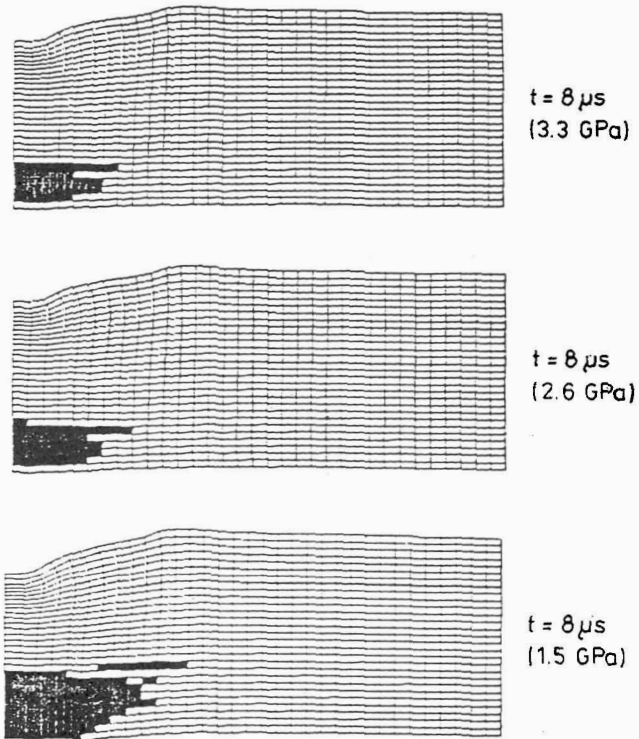 t = 8 µs
(3.3 GPa)
t = 8 µs
(2.6 GPa)
t = 8 µs
(1.5 GPa)